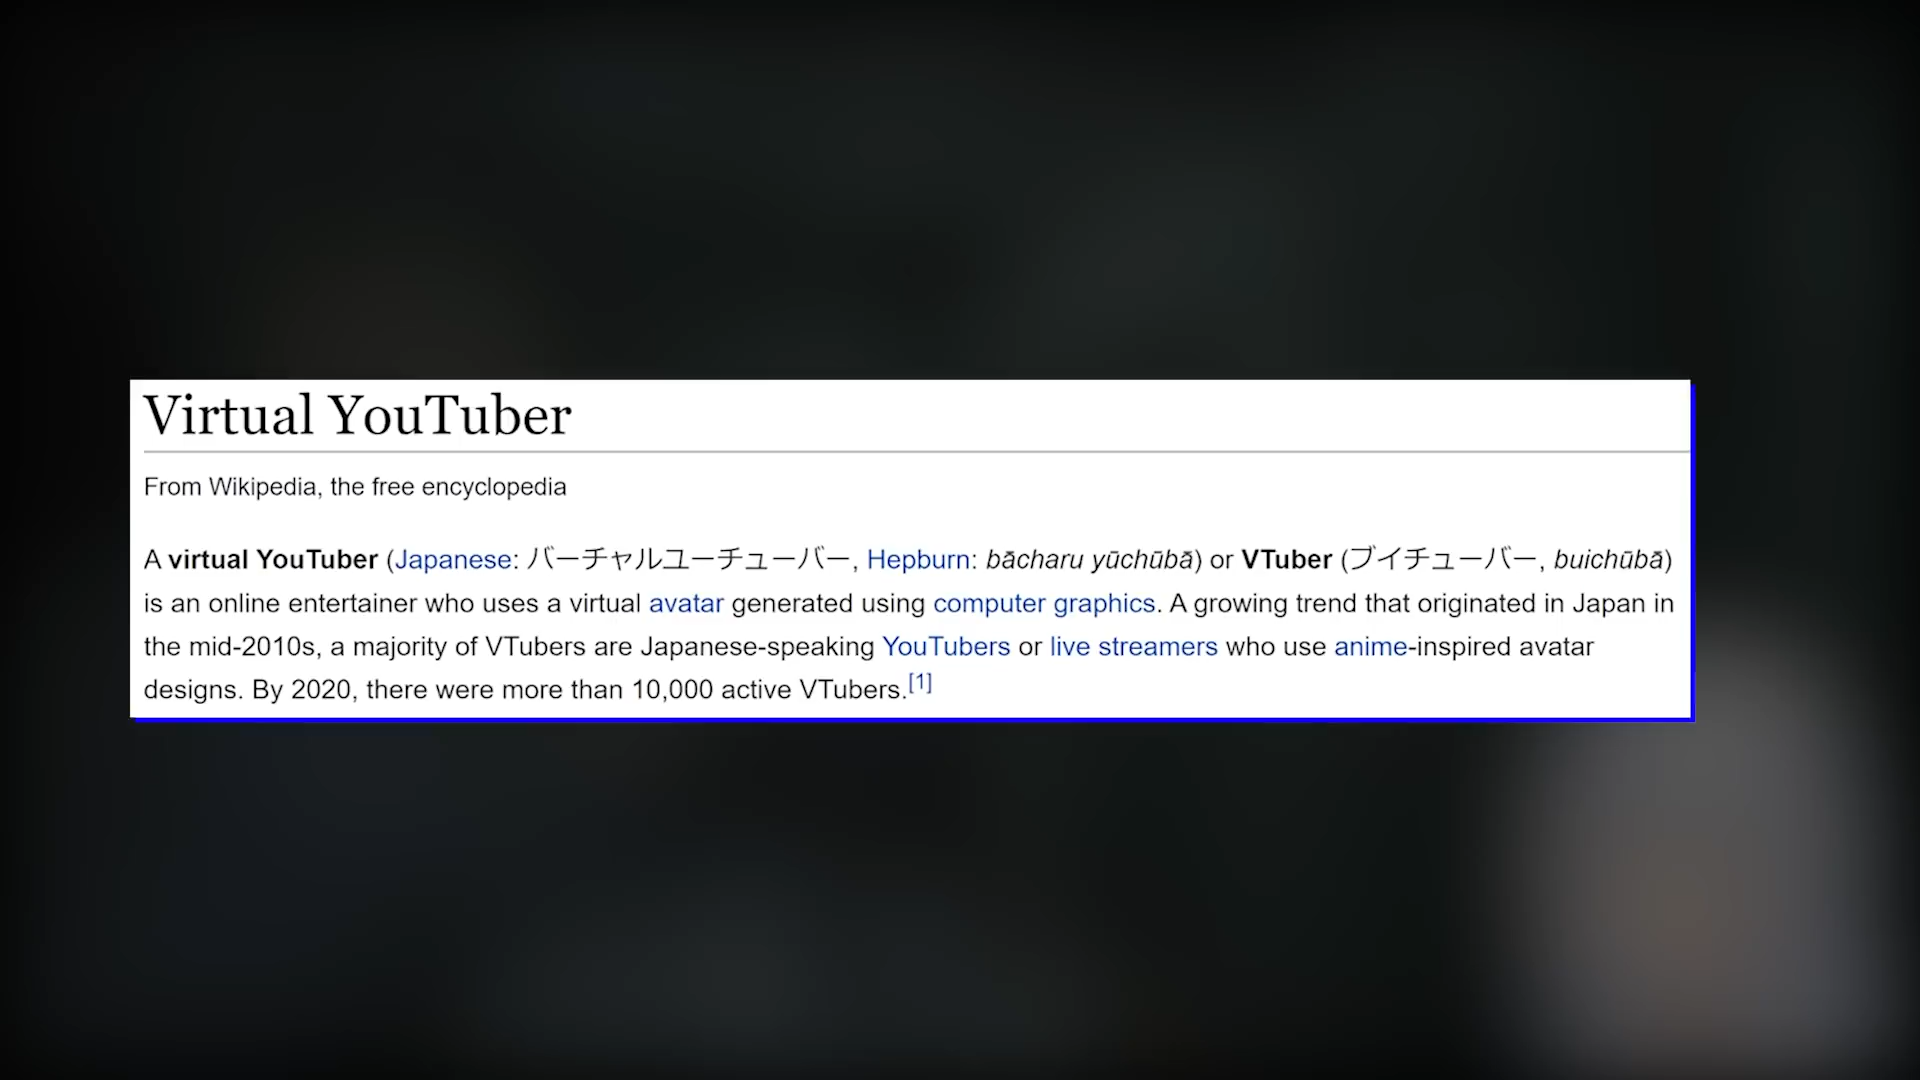 Virtual YouTuber
From Wikipedia, the free encyclopedia
A virtual YouTuber (Japanese: バーチャルユーチューバー, Hepburn: bācharu yūchūbā) or VTuber (ブイチューバー, buichūbā)
is an online entertainer who uses a virtual avatar generated using computer graphics. A growing trend that originated in Japan in
the mid-2010s, a majority of VTubers are Japanese-speaking YouTubers or live streamers who use anime-inspired avatar
designs. By 2020, there were more than 10,000 active VTubers.[1]